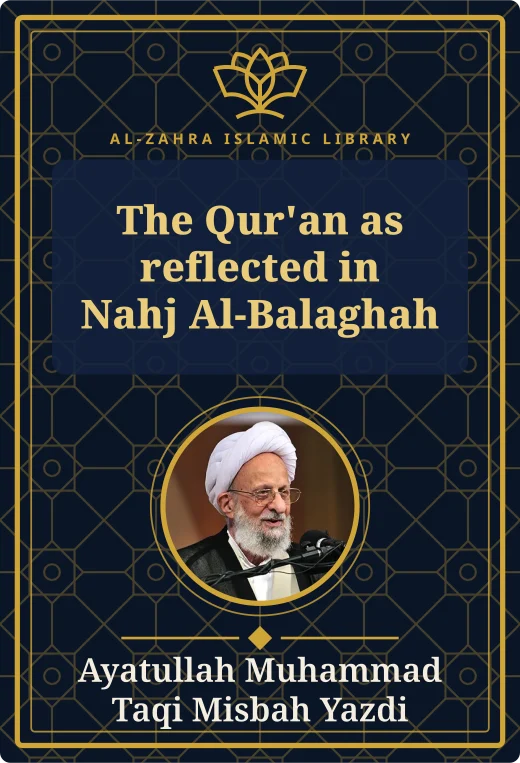 AL-ZAHRA ISLAMIC LIBRARY
The Qur'an as
reflected in
Nahj Al-Balaghah
Ayatullah Muhammad
Taqi Misbah Yazdi